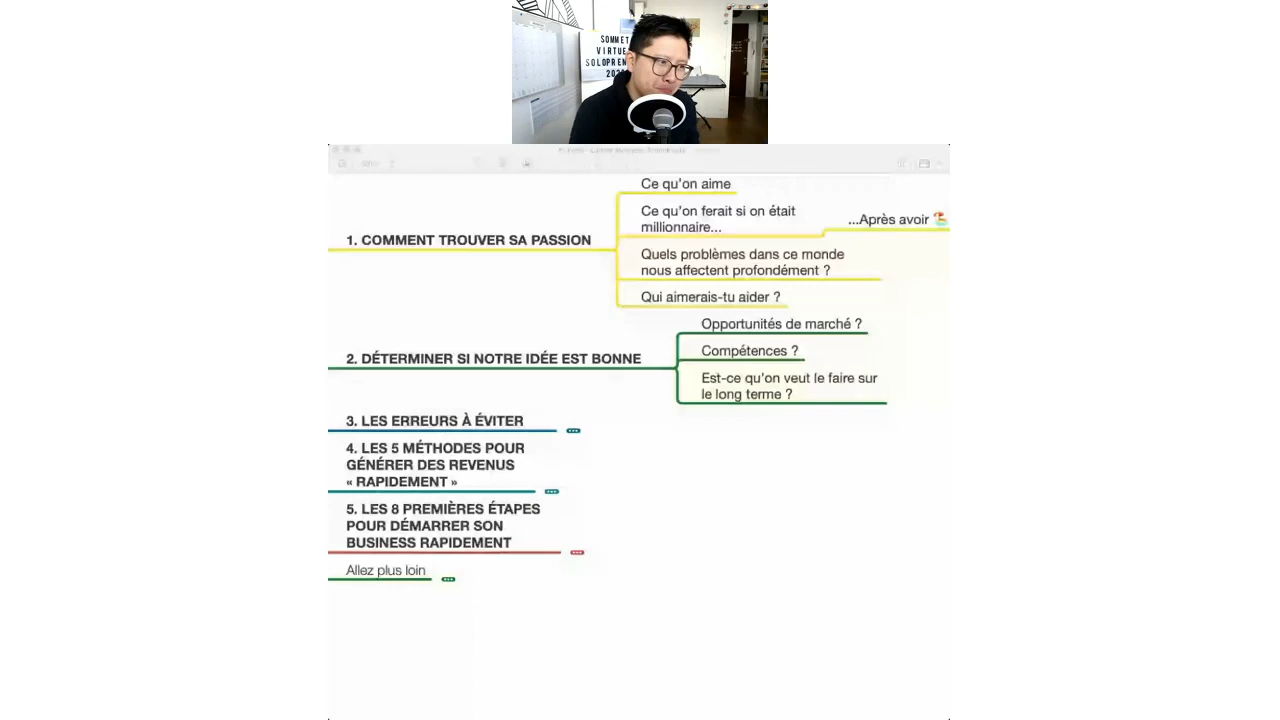 SOMMET
VIRTUE
SOLOPREN
202
Ce qu'on aime
Ce qu'on ferait si on était
millionnaire...
...Après avoir
1. COMMENT TROUVER SA PASSION
Quels problèmes dans ce monde
nous affectent profondément ?
Qui aimerais-tu aider ?
Opportunités de marché ?
2. DÉTERMINER SI NOTRE IDÉE EST BONNE
Compétences ?
Est-ce qu'on veut le faire sur
le long terme ?
3. LES ERREURS À ÉVITER
4. LES 5 MÉTHODES POUR
GÉNÉRER DES REVENUS
« RAPIDEMENT »
5. LES 8 PREMIÈRES ÉTAPES
POUR DÉMARRER SON
BUSINESS RAPIDEMENT
Allez plus loin